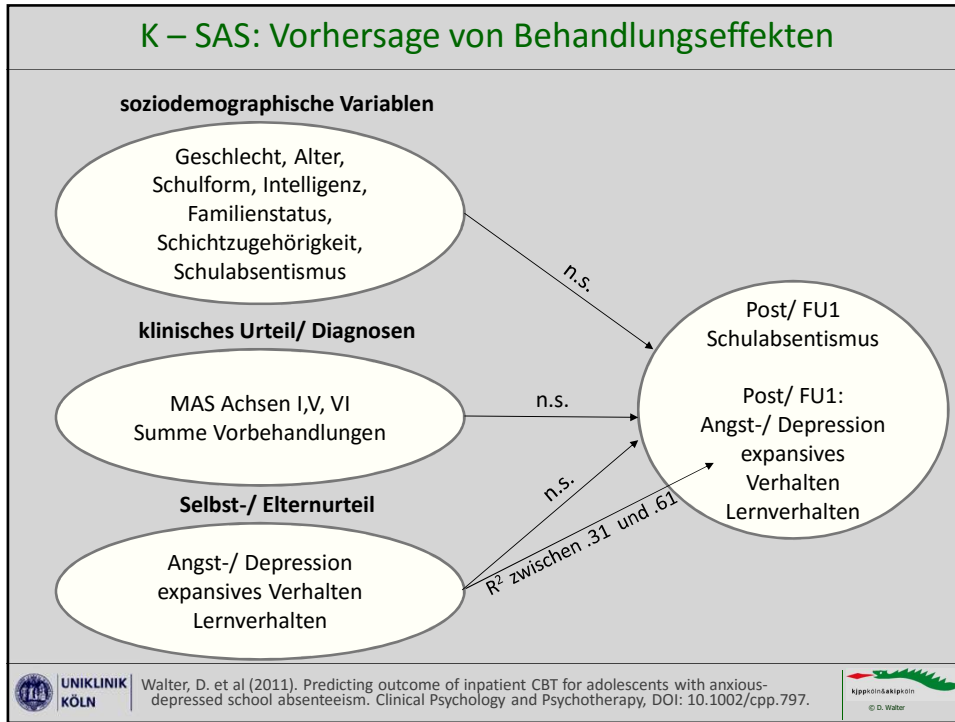 K – SAS: Vorhersage von Behandlungseffekten
soziodemographische Variablen
Geschlecht, Alter,
Schulform, Intelligenz,
Familienstatus,
Schichtzugehörigkeit,
Schulabsentismus
n.s.
klinisches Urteil/ Diagnosen
MAS Achsen I,V, VI
Summe Vorbehandlungen
n.s.
Selbst-/ Elternurteil
Angst-/ Depression
expansives Verhalten
Lernverhalten
n.s.
R² zwischen .31 und .61
Post/ FU1
Schulabsentismus
Post/ FU1:
Angst-/ Depression
expansives
Verhalten
Lernverhalten
UNIKLINIK
KÖLN
Walter, D. et al (2011). Predicting outcome of inpatient CBT for adolescents with anxious-
depressed school absenteeism. Clinical Psychology and Psychotherapy, DOI: 10.1002/cpp.797.
kjppköln&akipköln
© D. Walter